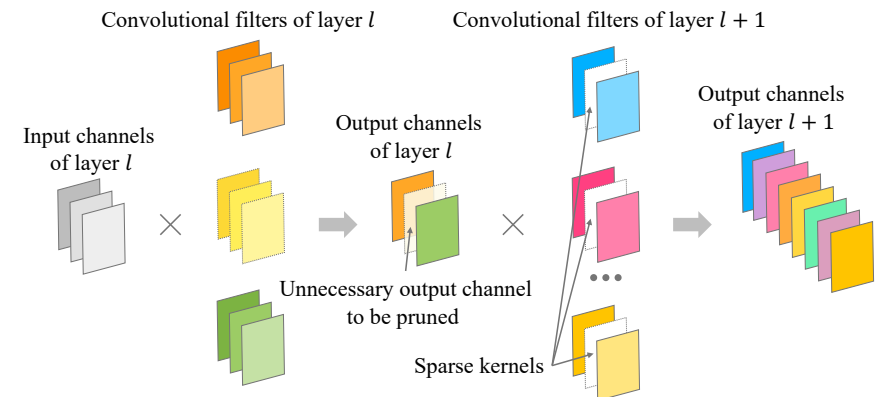 Convolutional filters of layer l
Convolutional filters of layer l + 1
Input channels
of layer l
Output channels
of layer l
Output channels
of layer l + 1
Unnecessary output channel
to be pruned
Sparse kernels